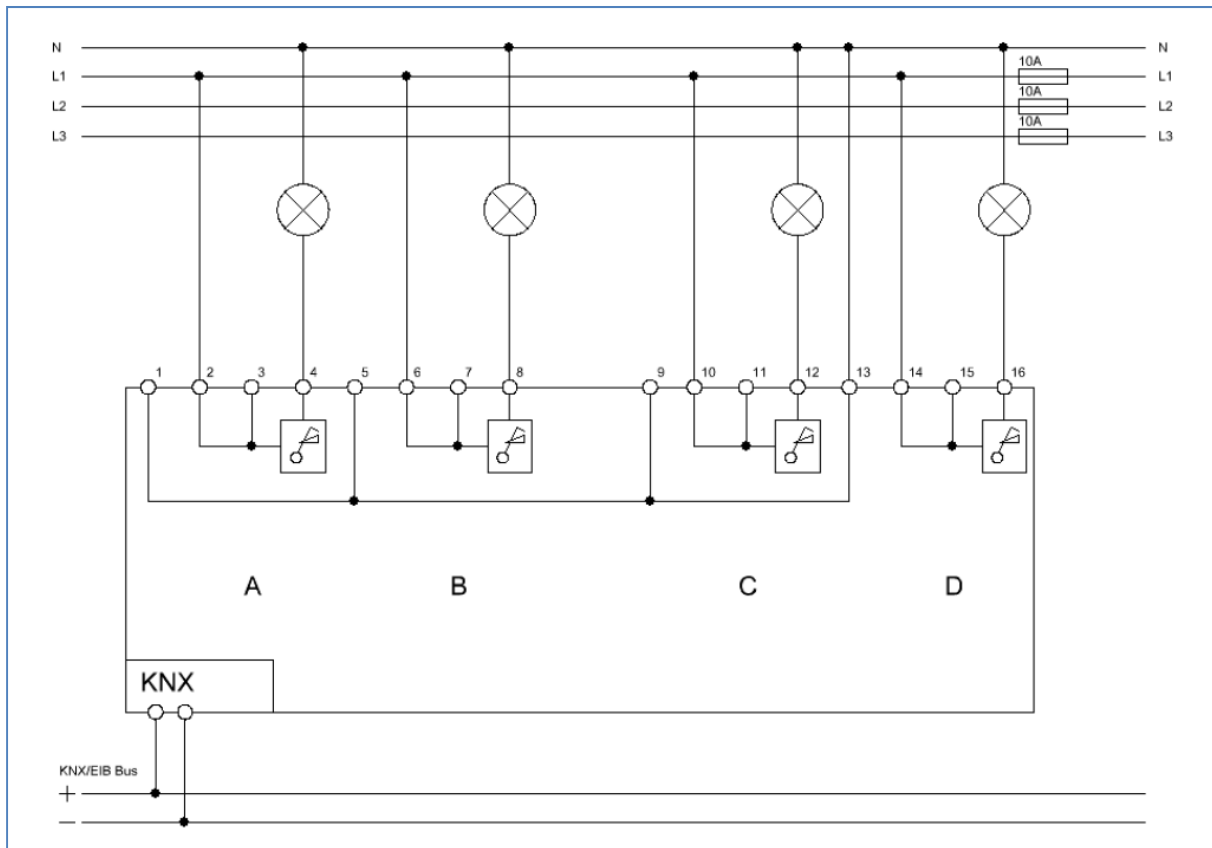 N N
10A
L1 L1
10A
L2 L2
10A
L3 L3
1 2 3 4 5 6 7 8 9 10 11 12 13 14 15 16
A B C D
KNX
KNX/EIB Bus
+
—